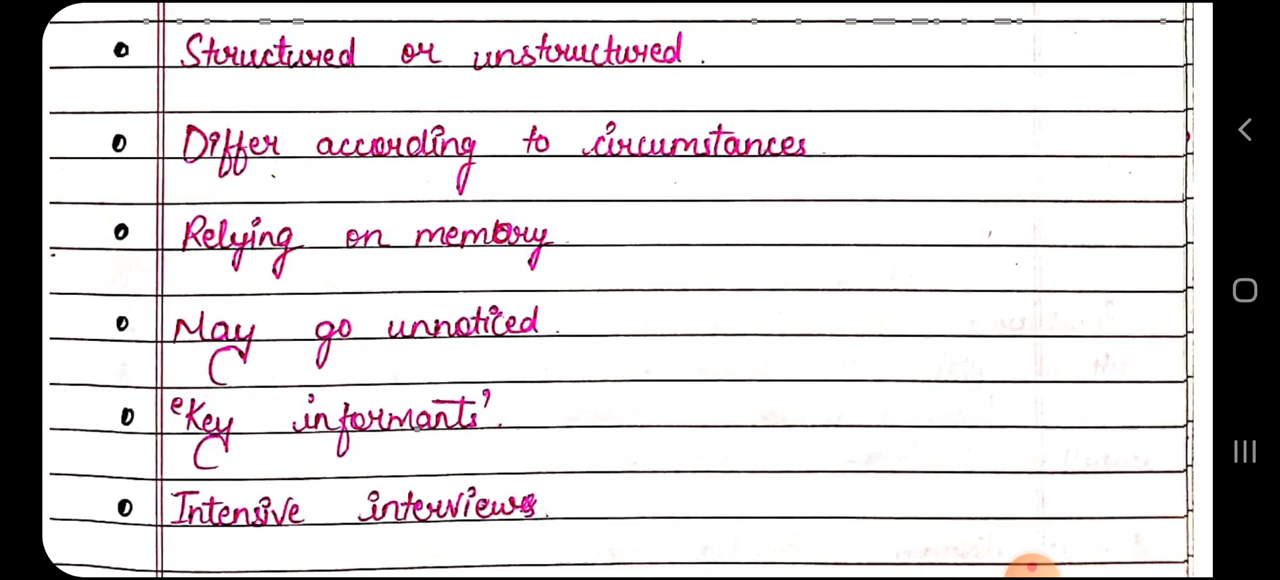 Structured or unstructured.
Differ according to circumstances.
Relying on memory.
May go unnoticed.
'Key informants'.
Intensive interviews.